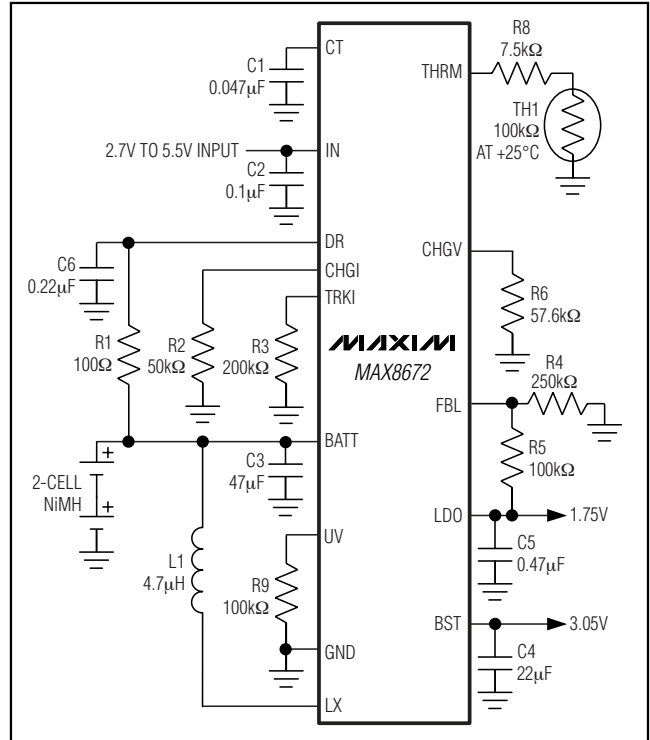 CT
C1
0.047µF
2.7V TO 5.5V INPUT
IN
C2
0.1µF
DR
C6
0.22µF
CHGI
TRKI
R1
100Ω
R2
50kΩ
R3
200kΩ
BATT
C3
47µF
2-CELL
NiMH
+
+
L1
4.7µH
UV
R9
100kΩ
GND
LX
MAXIM
MAX8672
THRM
R8
7.5kΩ
TH1
100kΩ
AT +25°C
CHGV
R6
57.6kΩ
FBL
R4
250kΩ
R5
100kΩ
LDO
1.75V
C5
0.47µF
BST
3.05V
C4
22µF